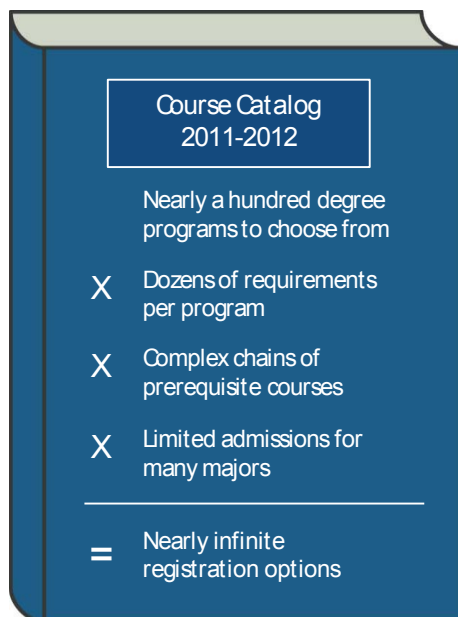 Course Catalog
2011-2012
Nearly a hundred degree
programs to choose from
X Dozens of requirements
per program
X Complex chains of
prerequisite courses
X Limited admissions for
many majors
= Nearly infinite
registration options